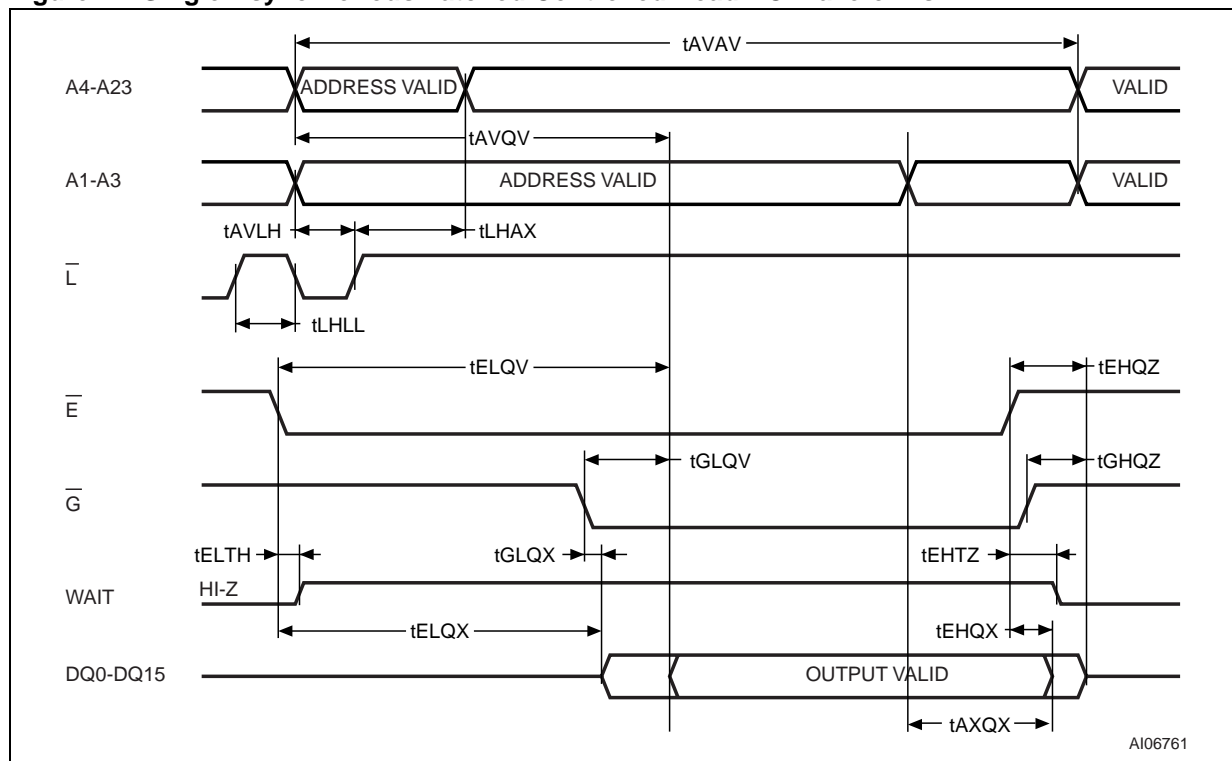 tAVAV
A4-A23
ADDRESS VALID
VALID
tAVQV
A1-A3
ADDRESS VALID
VALID
tAVLH
tLHAX
L
tLHLL
tELQV
tEHQZ
E
tGLQV
tGHQZ
G
tELTH
tGLQX
tEHTZ
HI-Z
WAIT
tELQX
tEHQX
DQ0-DQ15
OUTPUT VALID
tAXQX
AI06761